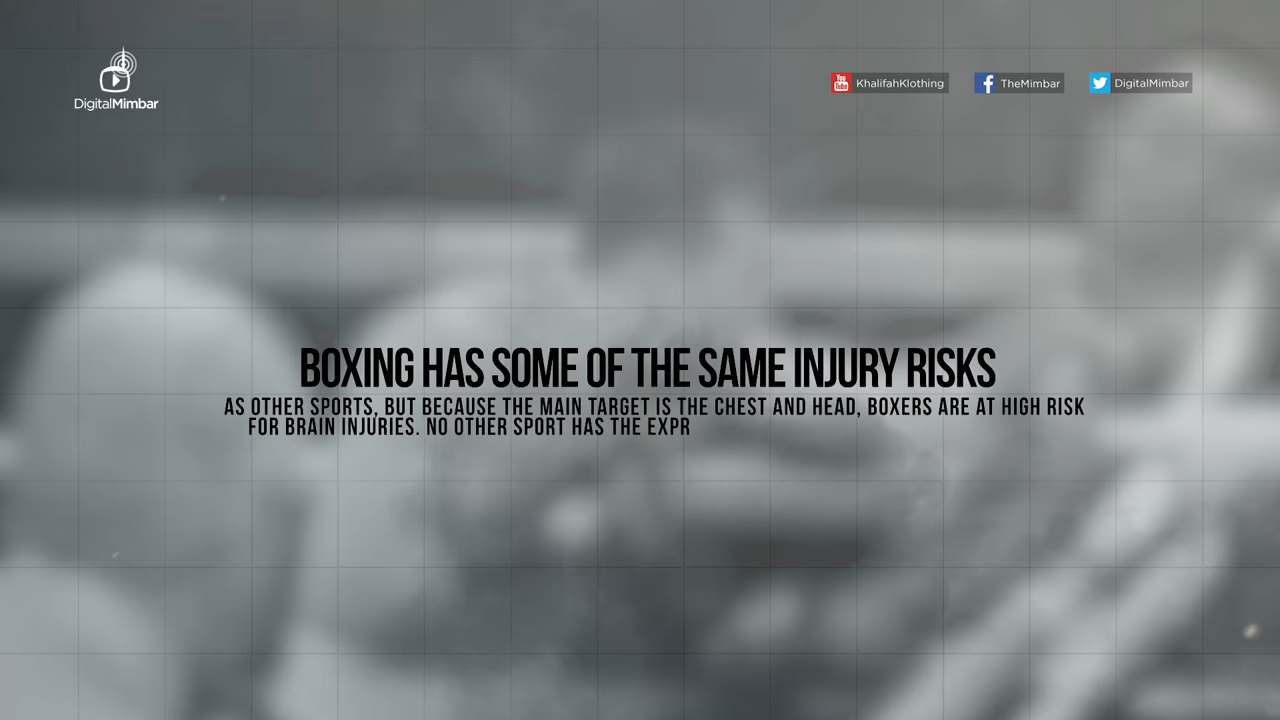 DigitalMimbar
You Tube KhalifahKlothing
TheMimbar
DigitalMimbar
BOXING HAS SOME OF THE SAME INJURY RISKS
AS OTHER SPORTS, BUT BECAUSE THE MAIN TARGET IS THE CHEST AND HEAD, BOXERS ARE AT HIGH RISK
FOR BRAIN INJURIES. NO OTHER SPORT HAS THE EXPR